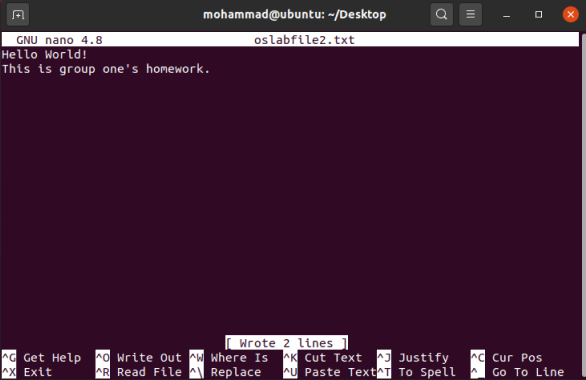 mohammad@ubuntu: ~/Desktop
GNU nano 4.8 oslabfile2.txt
Hello World!
This is group one's homework.
[ Wrote 2 lines ]
^G Get Help ^O Write Out ^W Where Is ^K Cut Text ^J Justify ^C Cur Pos
^X Exit ^R Read File ^\ Replace ^U Paste Text^T To Spell ^_ Go To Line